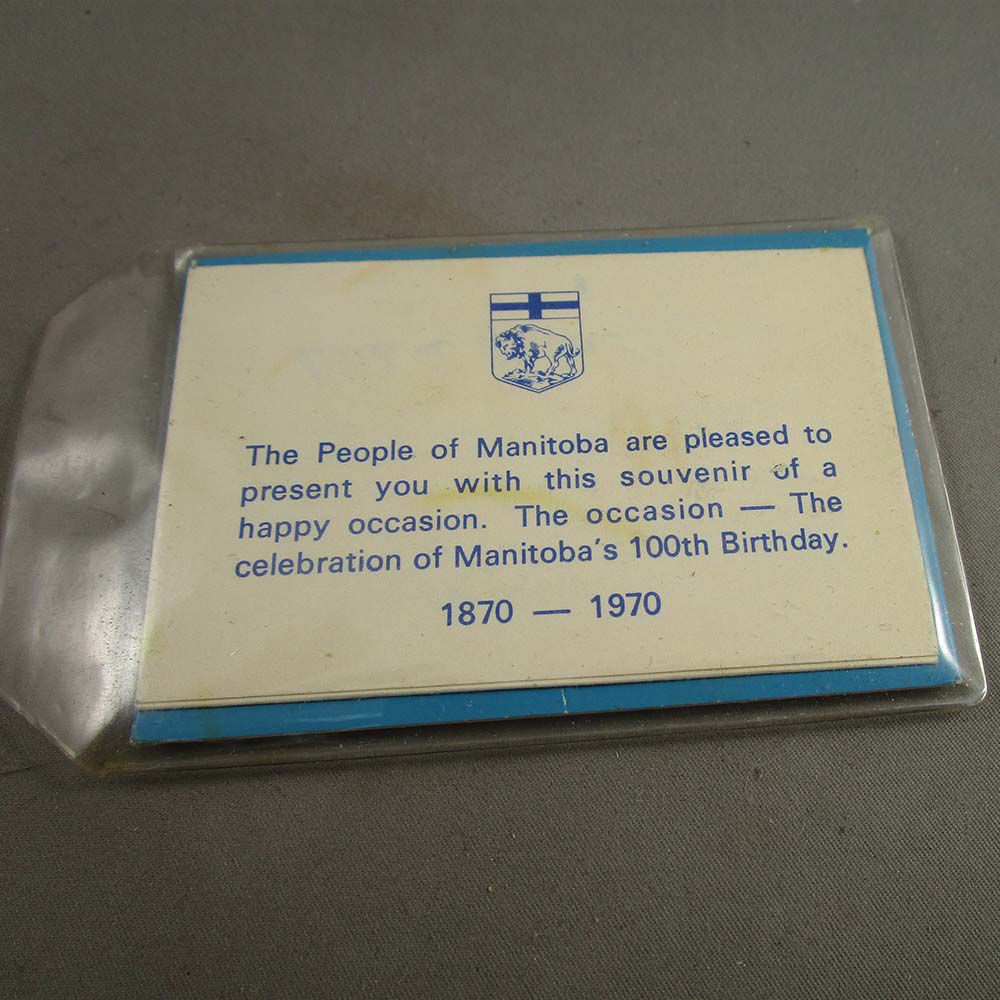 The People of Manitoba are pleased to
present you with this souvenir of a
happy occasion. The occasion — The
celebration of Manitoba's 100th Birthday.
1870 — 1970